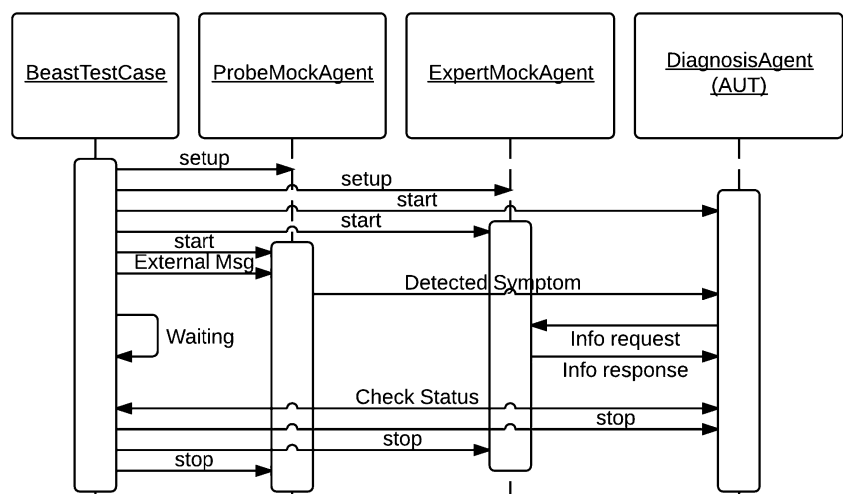 BeastTestCase
ProbeMockAgent
ExpertMockAgent
DiagnosisAgent
(AUT)
setup
setup
start
start
start
External Msg
Detected Symptom
Waiting
Info request
Info response
Check Status
stop
stop
stop